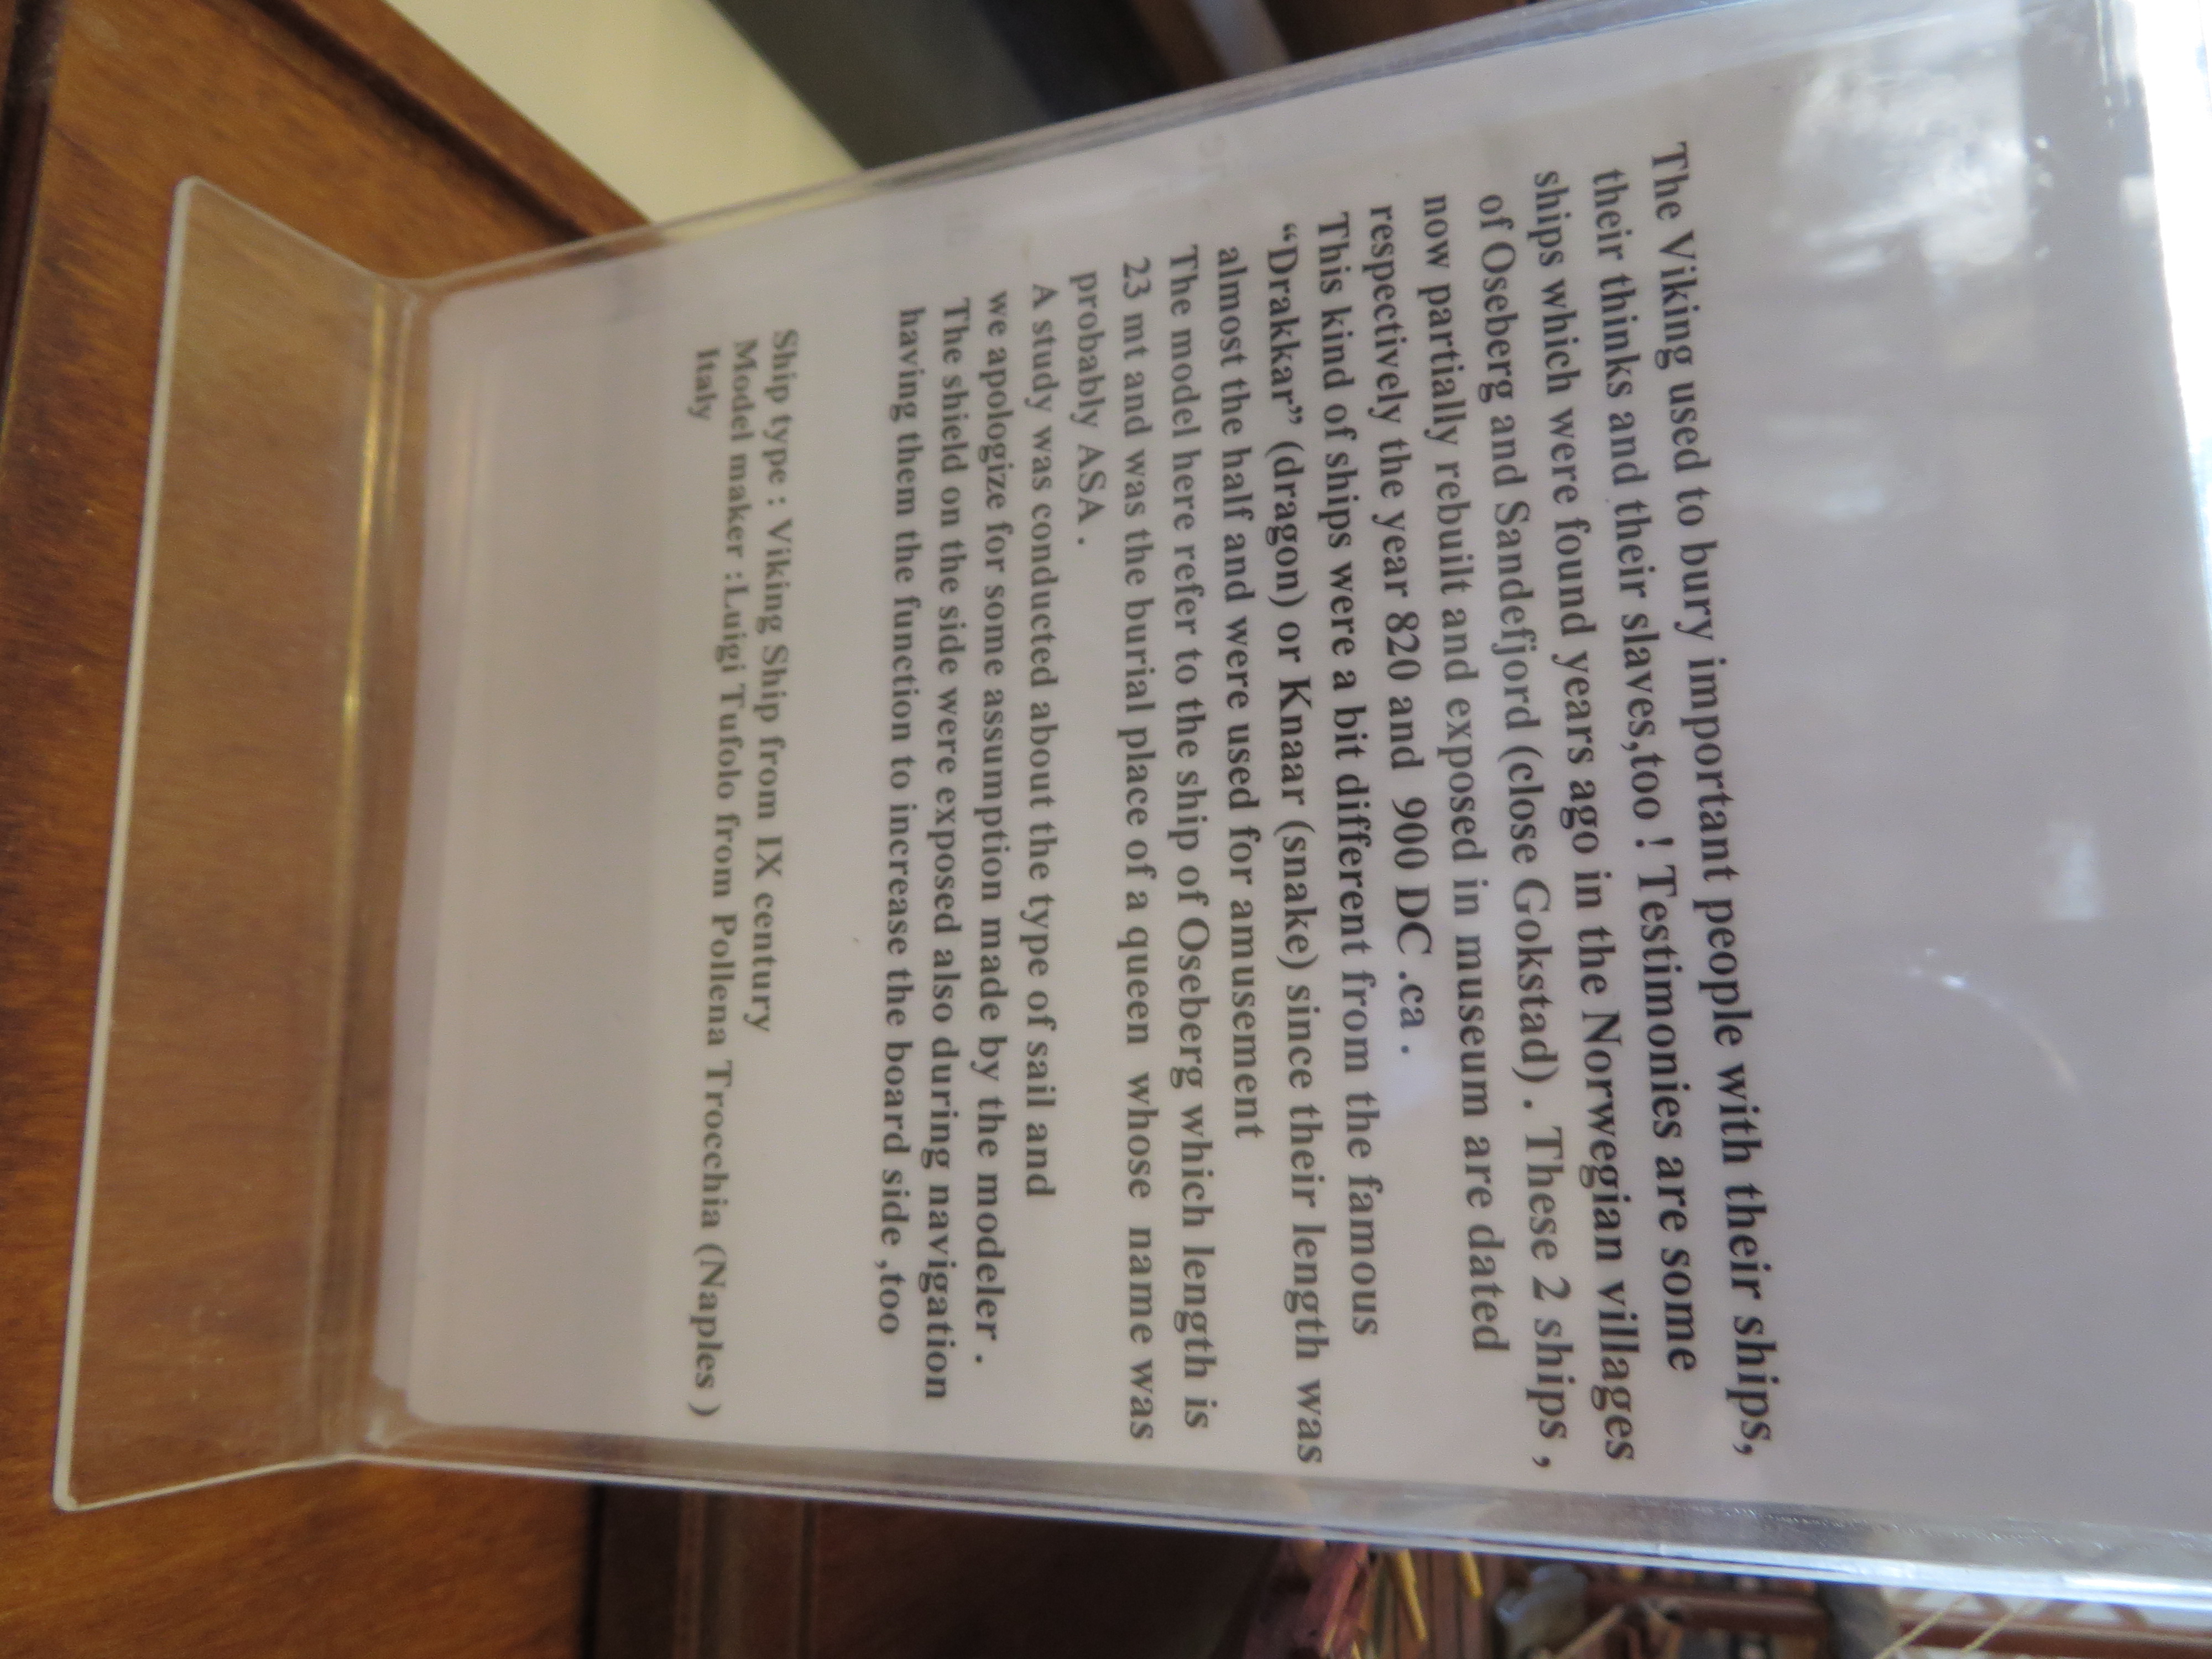 The Viking used to bury important people with their ships,
their thinks and their slaves,too ! Testimonies are some
ships which were found years ago in the Norwegian villages
of Oseberg and Sandefjord (close Gokstad) . These 2 ships ,
now partially rebuilt and exposed in museum are dated
respectively the year 820 and 900 DC .ca .
This kind of ships were a bit different from the famous
“Drakkar” (dragon) or Knaar (snake) since their length was
almost the half and were used for amusement
The model here refer to the ship of Oseberg which length is
23 mt and was the burial place of a queen whose name was
probably ASA .
A study was conducted about the type of sail and
we apologize for some assumption made by the modeler .
The shield on the side were exposed also during navigation
having them the function to increase the board side ,too
Ship type : Viking Ship from IX century
Model maker :Luigi Tufolo from Pollena Trocchia (Naples )
Italy